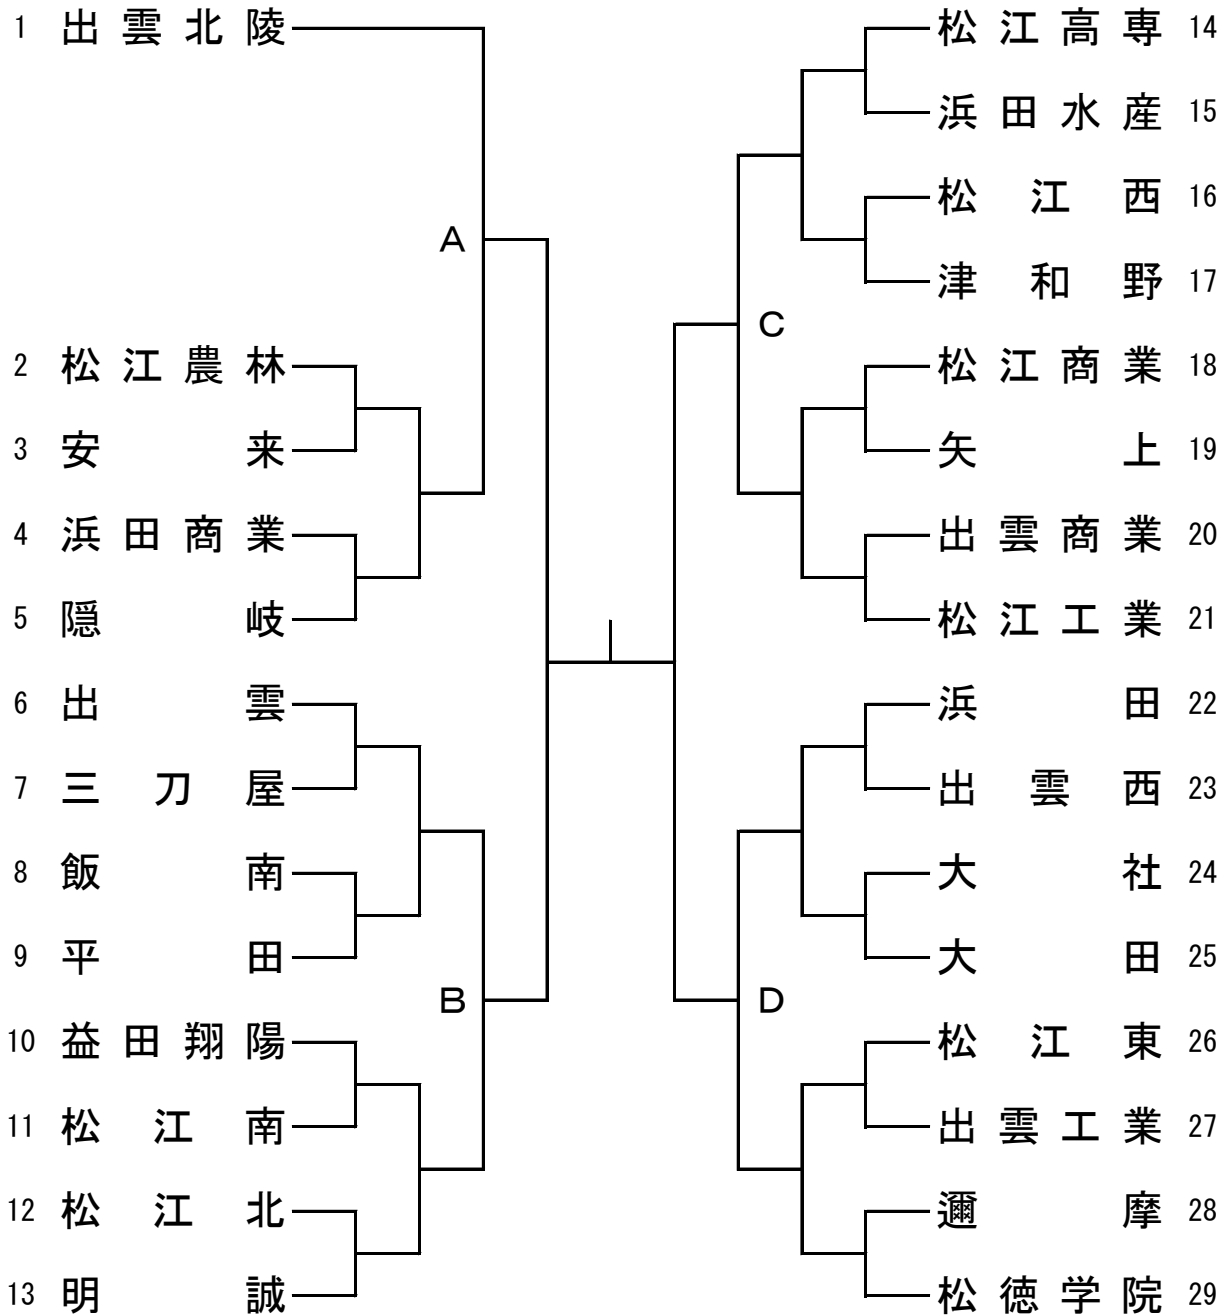 1 出雲北陵
A
2 松江農林
3 安来
4 浜田商業
5 隠岐
6 出雲
7 三刀屋
8 飯南
9 平田
B
10 益田翔陽
11 松江南
12 松江北
13 明誠
松江高専 14
浜田水産 15
松江西 16
津和野 17
C
松江商業 18
矢上 19
出雲商業 20
松江工業 21
浜田 22
出雲西 23
大社 24
大田 25
D
松江東 26
出雲工業 27
邇摩 28
松徳学院 29